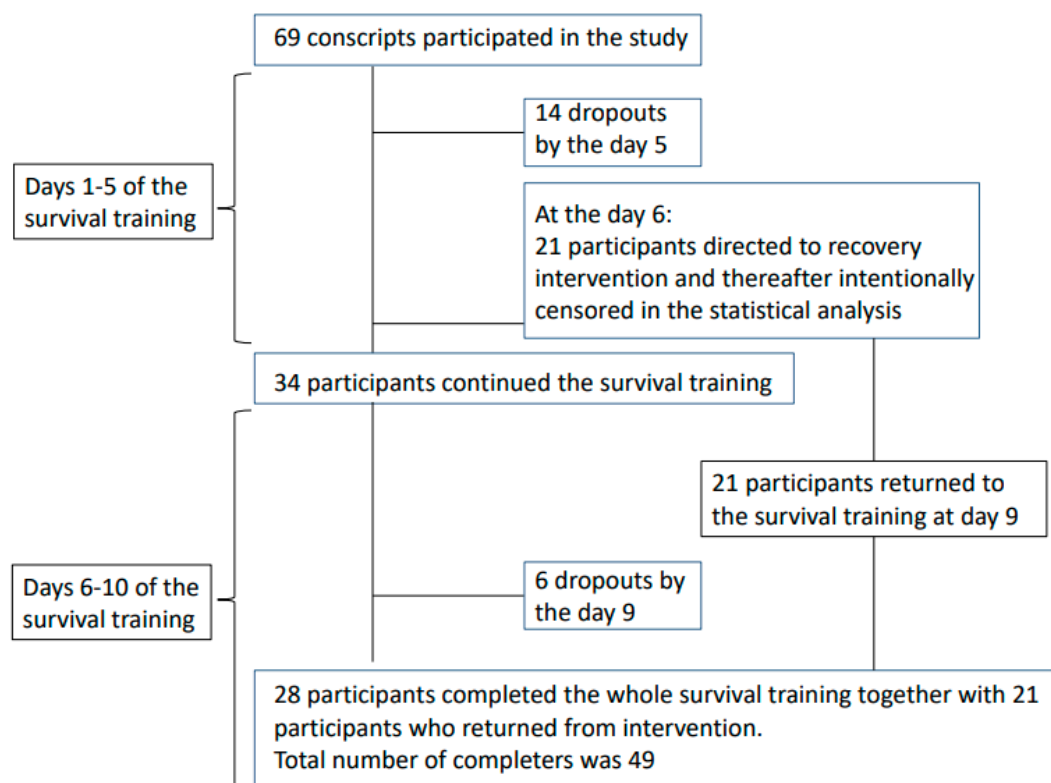 69 conscripts participated in the study
14 dropouts
by the day 5
Days 1-5 of the
survival training
At the day 6:
21 participants directed to recovery
intervention and thereafter intentionally
censored in the statistical analysis
34 participants continued the survival training
21 participants returned to
the survival training at day 9
6 dropouts by
the day 9
Days 6-10 of the
survival training
28 participants completed the whole survival training together with 21
participants who returned from intervention.
Total number of completers was 49